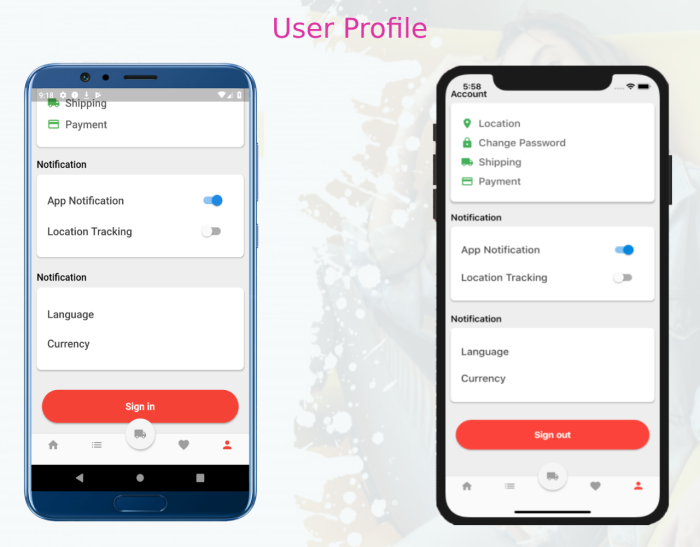 User Profile
9:18
Shipping
Payment
Notification
App Notification
Location Tracking
Notification
Language
Currency
Sign in
5:58
Account
Location
Change Password
Shipping
Payment
Notification
App Notification
Location Tracking
Notification
Language
Currency
Sign out